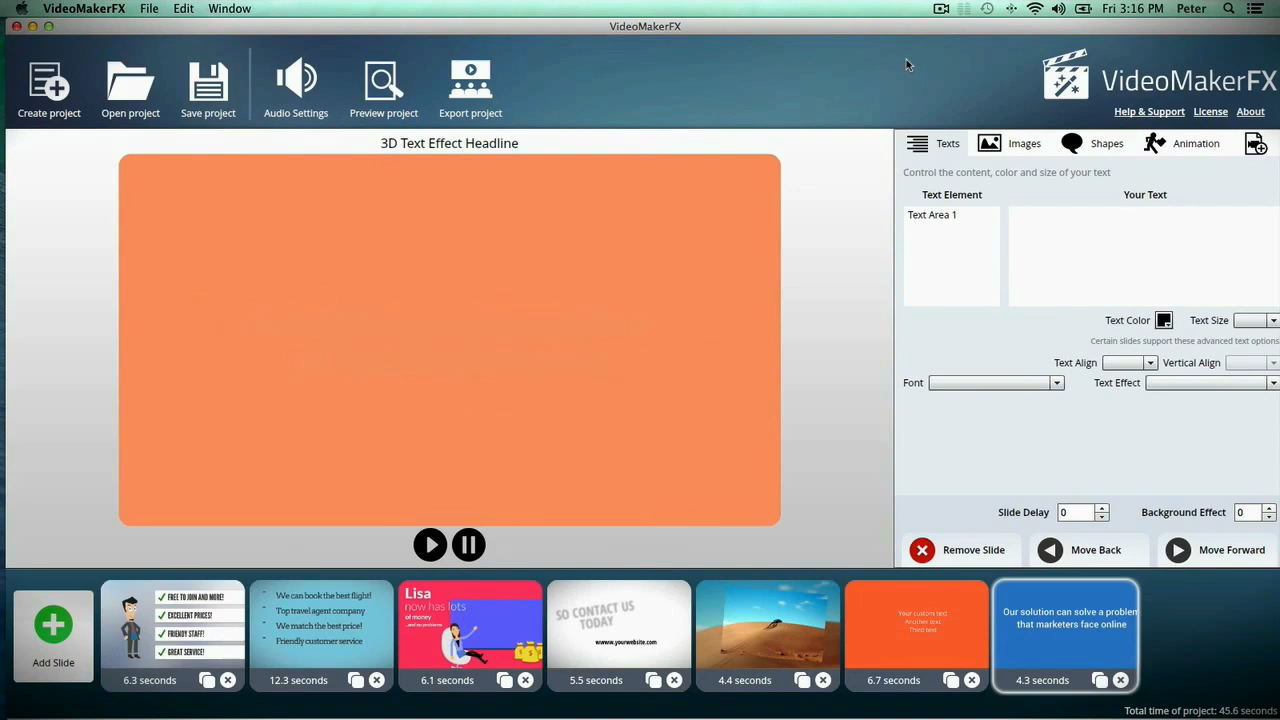 VideoMakerFX File Edit Window
Fri 3:16 PM Peter
VideoMakerFX
Create project
Open project
Save project
Audio Settings
Preview project
Export project
VideoMakerFX
Help & Support License About
3D Text Effect Headline
Texts Images Shapes Animation
Control the content, color and size of your text
Text Element Your Text
Text Area 1
Text Color Text Size
Certain slides support these advanced text options
Text Align Vertical Align
Font Text Effect
Slide Delay 0 Background Effect 0
Remove Slide Move Back Move Forward
Add Slide
FREE TO JOIN AND MORE!
EXCELLENT PRICES!
FRIENDY STAFF!
GREAT SERVICE!
6.3 seconds
- We can book the best flight!
- Top travel agent company
- We match the best price!
- Friendly customer service
12.3 seconds
Lisa
now has lots
of money
...and no problems
6.1 seconds
SO CONTACT US
TODAY
www.yourwebsite.com
5.5 seconds
4.4 seconds
Your custom text
Another text
Third text
6.7 seconds
Our solution can solve a problem
that marketers face online
4.3 seconds
Total time of project: 45.6 seconds